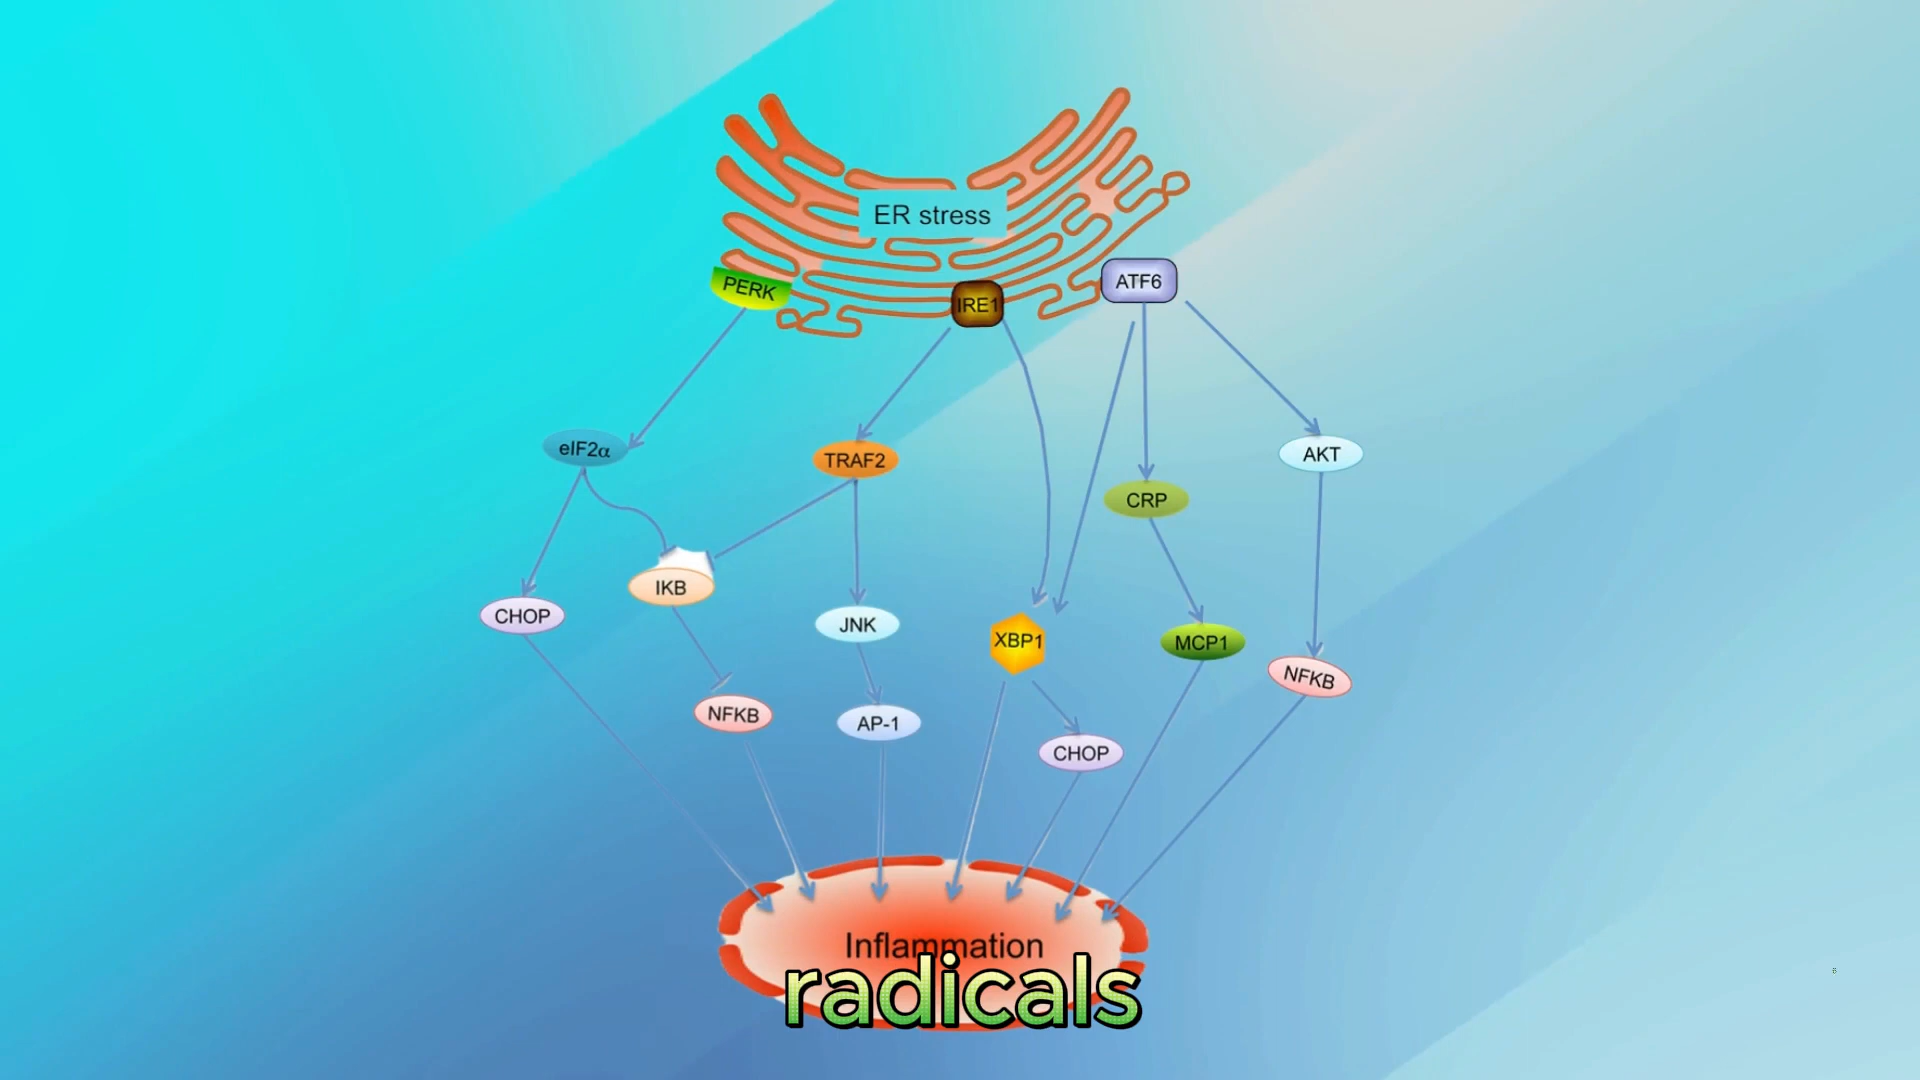 ER stress
PERK
IRE1
ATF6
eIF2α
TRAF2
AKT
CRP
IKB
CHOP
JNK
XBP1
MCP1
NFKB
NFKB
AP-1
CHOP
Inflammation
radicals